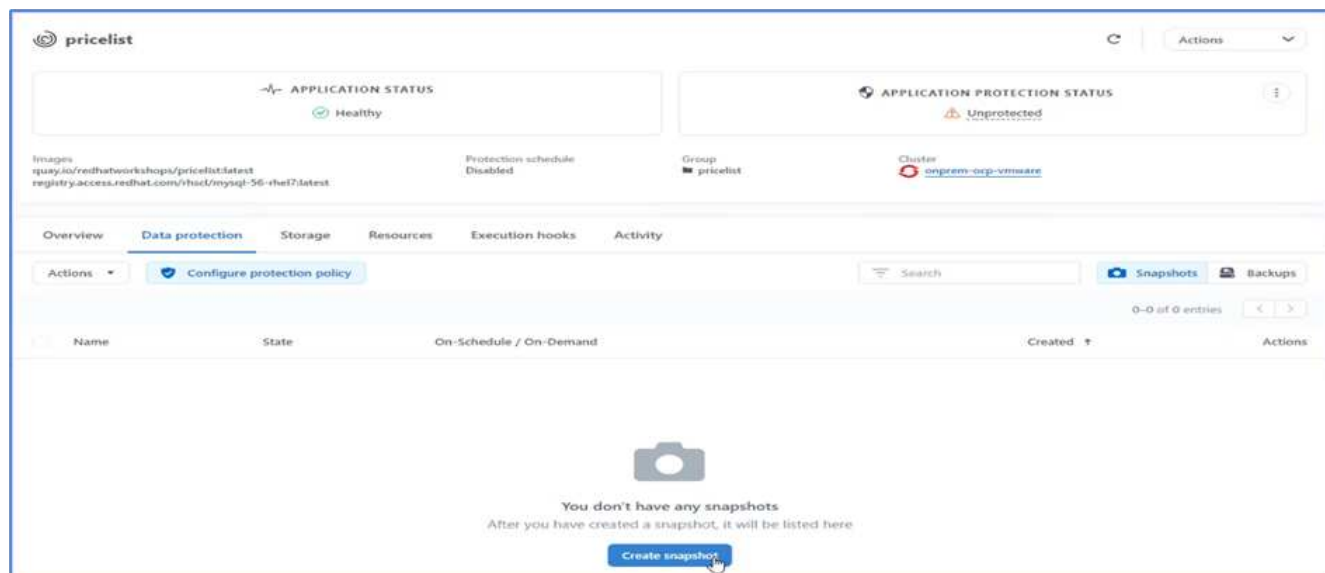 pricelist
Actions
APPLICATION STATUS
Healthy
APPLICATION PROTECTION STATUS
Unprotected
Images
quay.io/redhatworkshops/pricelist:latest
registry.access.redhat.com/rhscl/mysql-56-rhel7:latest
Protection schedule
Disabled
Group
pricelist
Cluster
onprem-ocp-vmware
Overview Data protection Storage Resources Execution hooks Activity
Actions Configure protection policy Search Snapshots Backups
0-0 of 0 entries
Name State On-Schedule / On-Demand Created Actions
You don't have any snapshots
After you have created a snapshot, it will be listed here
Create snapshot